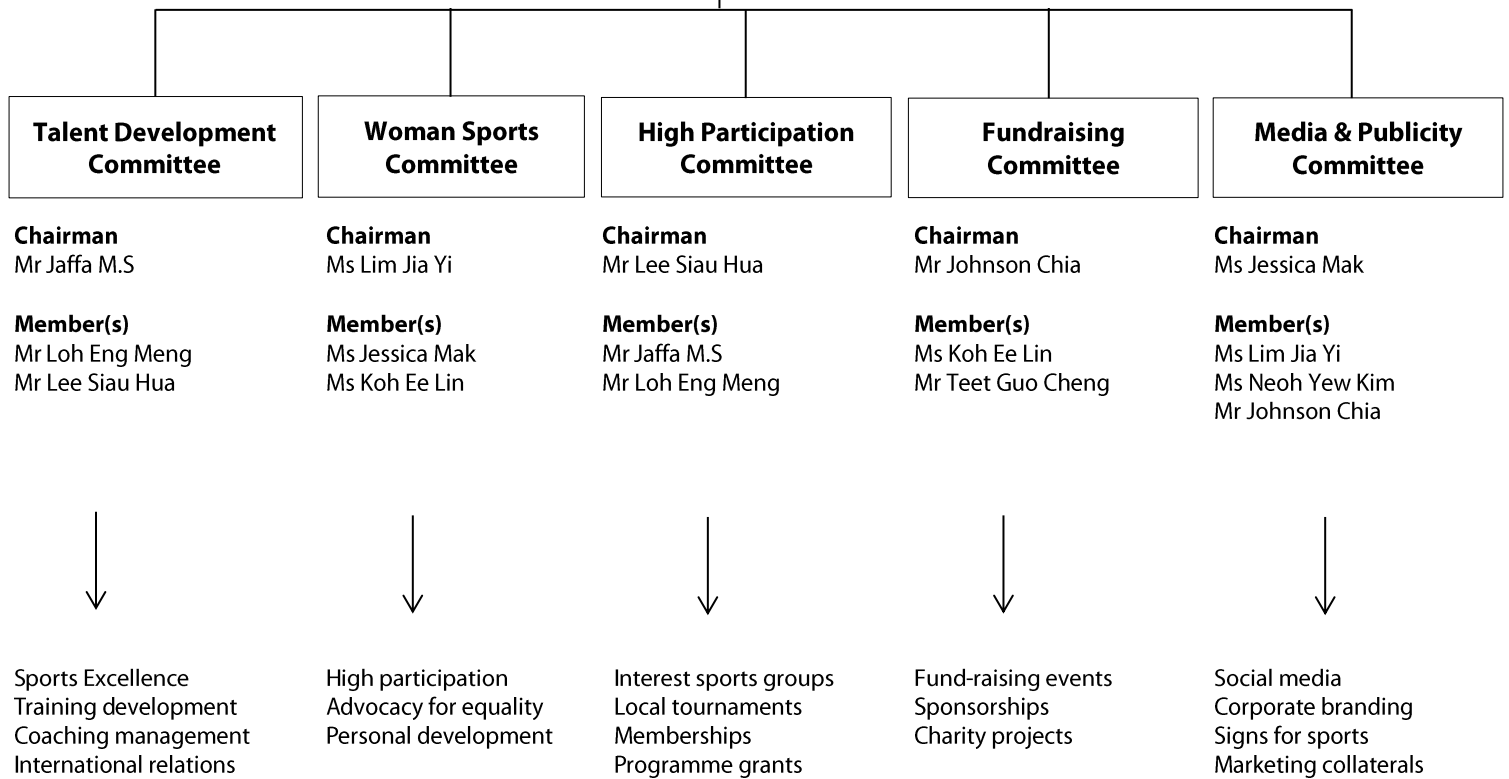 Talent Development
Committee
Chairman
Mr Jaffa M.S
Member(s)
Mr Loh Eng Meng
Mr Lee Siau Hua
Sports Excellence
Training development
Coaching management
International relations
Woman Sports
Committee
Chairman
Ms Lim Jia Yi
Member(s)
Ms Jessica Mak
Ms Koh Ee Lin
High participation
Advocacy for equality
Personal development
High Participation
Committee
Chairman
Mr Lee Siau Hua
Member(s)
Mr Jaffa M.S
Mr Loh Eng Meng
Interest sports groups
Local tournaments
Memberships
Programme grants
Fundraising
Committee
Chairman
Mr Johnson Chia
Member(s)
Ms Koh Ee Lin
Mr Teet Guo Cheng
Fund-raising events
Sponsorships
Charity projects
Media & Publicity
Committee
Chairman
Ms Jessica Mak
Member(s)
Ms Lim Jia Yi
Ms Neoh Yew Kim
Mr Johnson Chia
Social media
Corporate branding
Signs for sports
Marketing collaterals